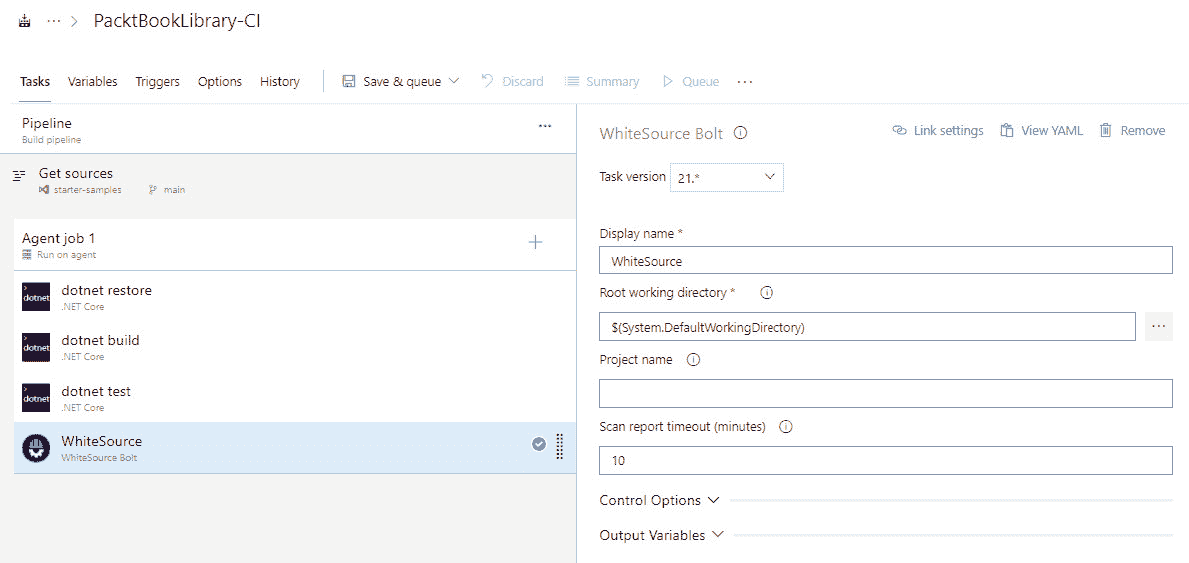 ··· > PacktBookLibrary-CI
Tasks Variables Triggers Options History Save & queue Discard Summary Queue ···
Pipeline ···
Build pipeline
Get sources
starter-samples main
Agent job 1 +
Run on agent
dotnet dotnet restore
.NET Core
dotnet dotnet build
.NET Core
dotnet dotnet test
.NET Core
WhiteSource
WhiteSource Bolt
WhiteSource Bolt
Link settings View YAML Remove
Task version 21.*
Display name *
WhiteSource
Root working directory *
$(System.DefaultWorkingDirectory) ···
Project name
Scan report timeout (minutes)
10
Control Options
Output Variables